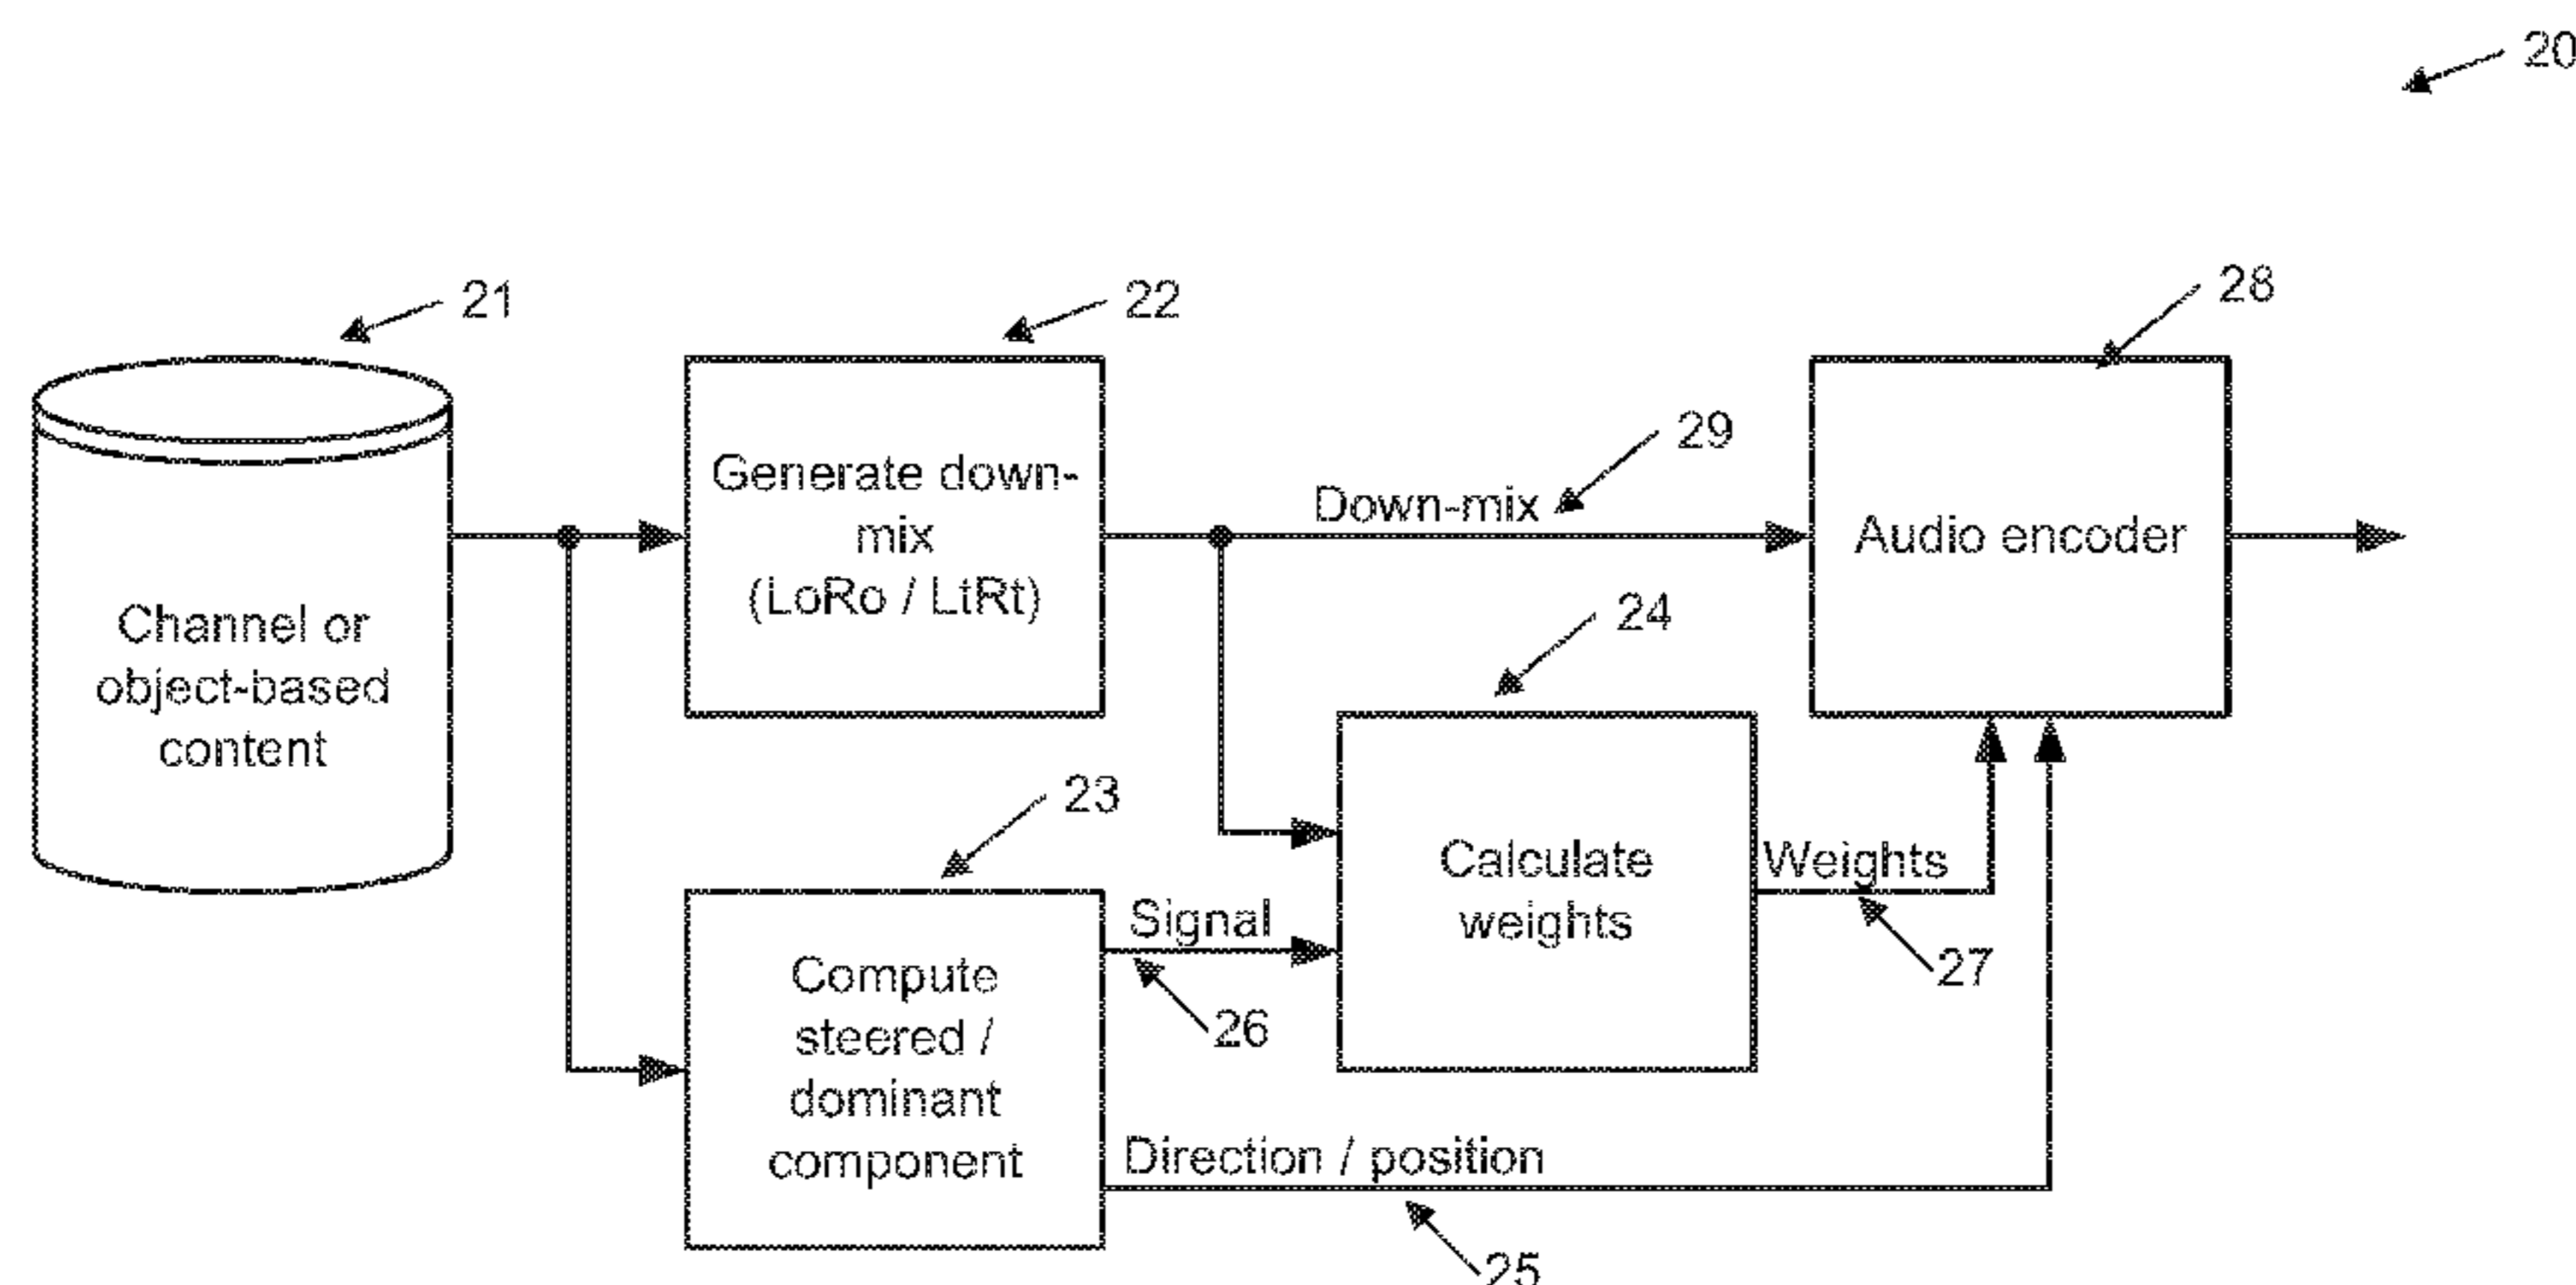 20
21
22
28
29
Generate down-
mix
(LoRo / LtRt)
Down-mix
Audio encoder
Channel or
object-based
content
24
23
Calculate
weights
Weights
Signal
27
26
Compute
steered /
dominant
component
Direction / position
25